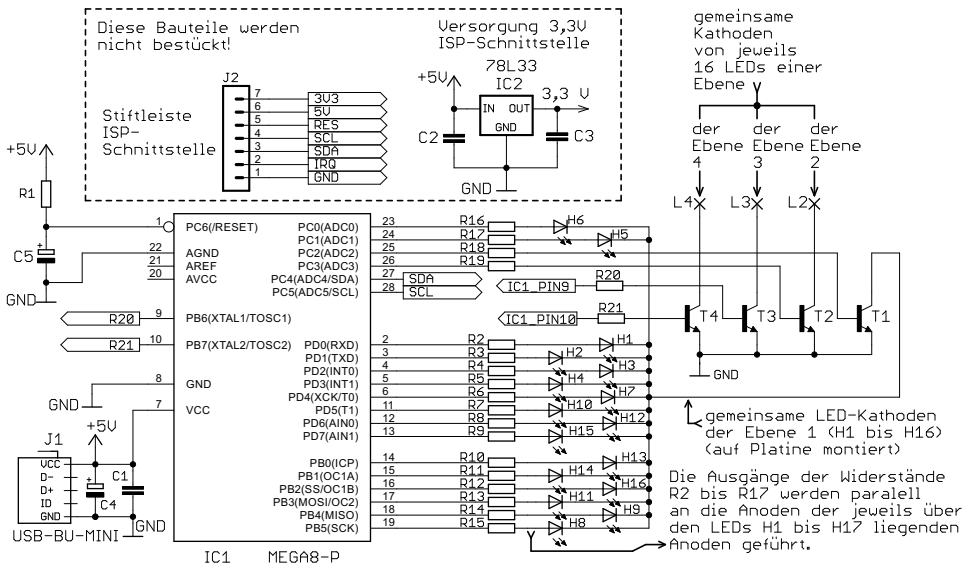 Diese Bauteile werden
nicht bestückt!
Versorgung 3,3V
ISP-Schnittstelle
78L33
IC2
+5V
3,3 V
IN OUT
GND
C2
C3
GND
J2
Stiftleiste
ISP-
Schnittstelle
7 3V3
6 5V
5 RES
4 SCL
3 SDA
2 IRQ
1 GND
gemeinsame
Kathoden
von jeweils
16 LEDs einer
Ebene
der
Ebene
4
der
Ebene
3
der
Ebene
2
L4
L3
L2
+5V
R1
C5
+
GND
1 PC6(/RESET)
22 AGND
21 AREF
20 AVCC
R20 9 PB6(XTAL1/TOSC1)
R21 10 PB7(XTAL2/TOSC2)
8 GND
GND
7 VCC
PC0(ADC0) 23 R16 H6
PC1(ADC1) 24 R17 H5
PC2(ADC2) 25 R18
PC3(ADC3) 26 R19
PC4(ADC4/SDA) 27 SDA
PC5(ADC5/SCL) 28 SCL
IC1_PIN9 R20
IC1_PIN10 R21
T4
T3
T2
T1
GND
PD0(RXD) 2 R2 H1
PD1(TXD) 3 R3 H2
PD2(INT0) 4 R4 H3
PD3(INT1) 5 R5 H4
PD4(XCK/T0) 6 R6 H7
PD5(T1) 11 R7 H10
PD6(AIN0) 12 R8 H12
PD7(AIN1) 13 R9 H15
PB0(ICP) 14 R10 H13
PB1(OC1A) 15 R11 H14
PB2(SS/OC1B) 16 R12 H16
PB3(MOSI/OC2) 17 R13 H11
PB4(MISO) 18 R14 H9
PB5(SCK) 19 R15 H8
+5V
J1
VCC
D-
D+
ID
GND
USB-BU-MINI
C1
+
C4
GND
IC1 MEGA8-P
gemeinsame LED-Kathoden
der Ebene 1 (H1 bis H16)
(auf Platine montiert)
Die Ausgänge der Widerstände
R2 bis R17 werden paralell
an die Anoden der jeweils über
den LEDs H1 bis H17 liegenden
Anoden geführt.